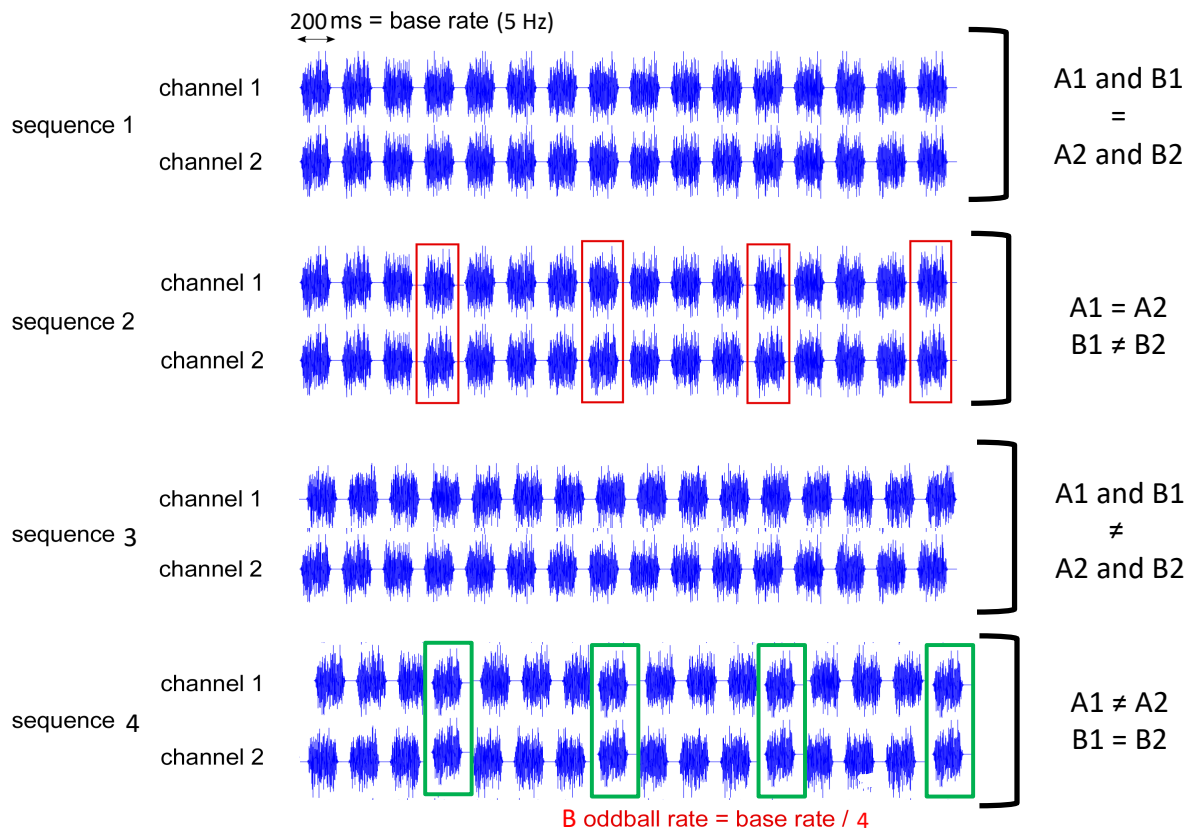 200 ms = base rate (5 Hz)
channel 1
sequence 1
channel 2
A1 and B1
=
A2 and B2
channel 1
sequence 2
channel 2
A1 = A2
B1 ≠ B2
channel 1
sequence 3
channel 2
A1 and B1
≠
A2 and B2
channel 1
sequence 4
channel 2
A1 ≠ A2
B1 = B2
B oddball rate = base rate / 4